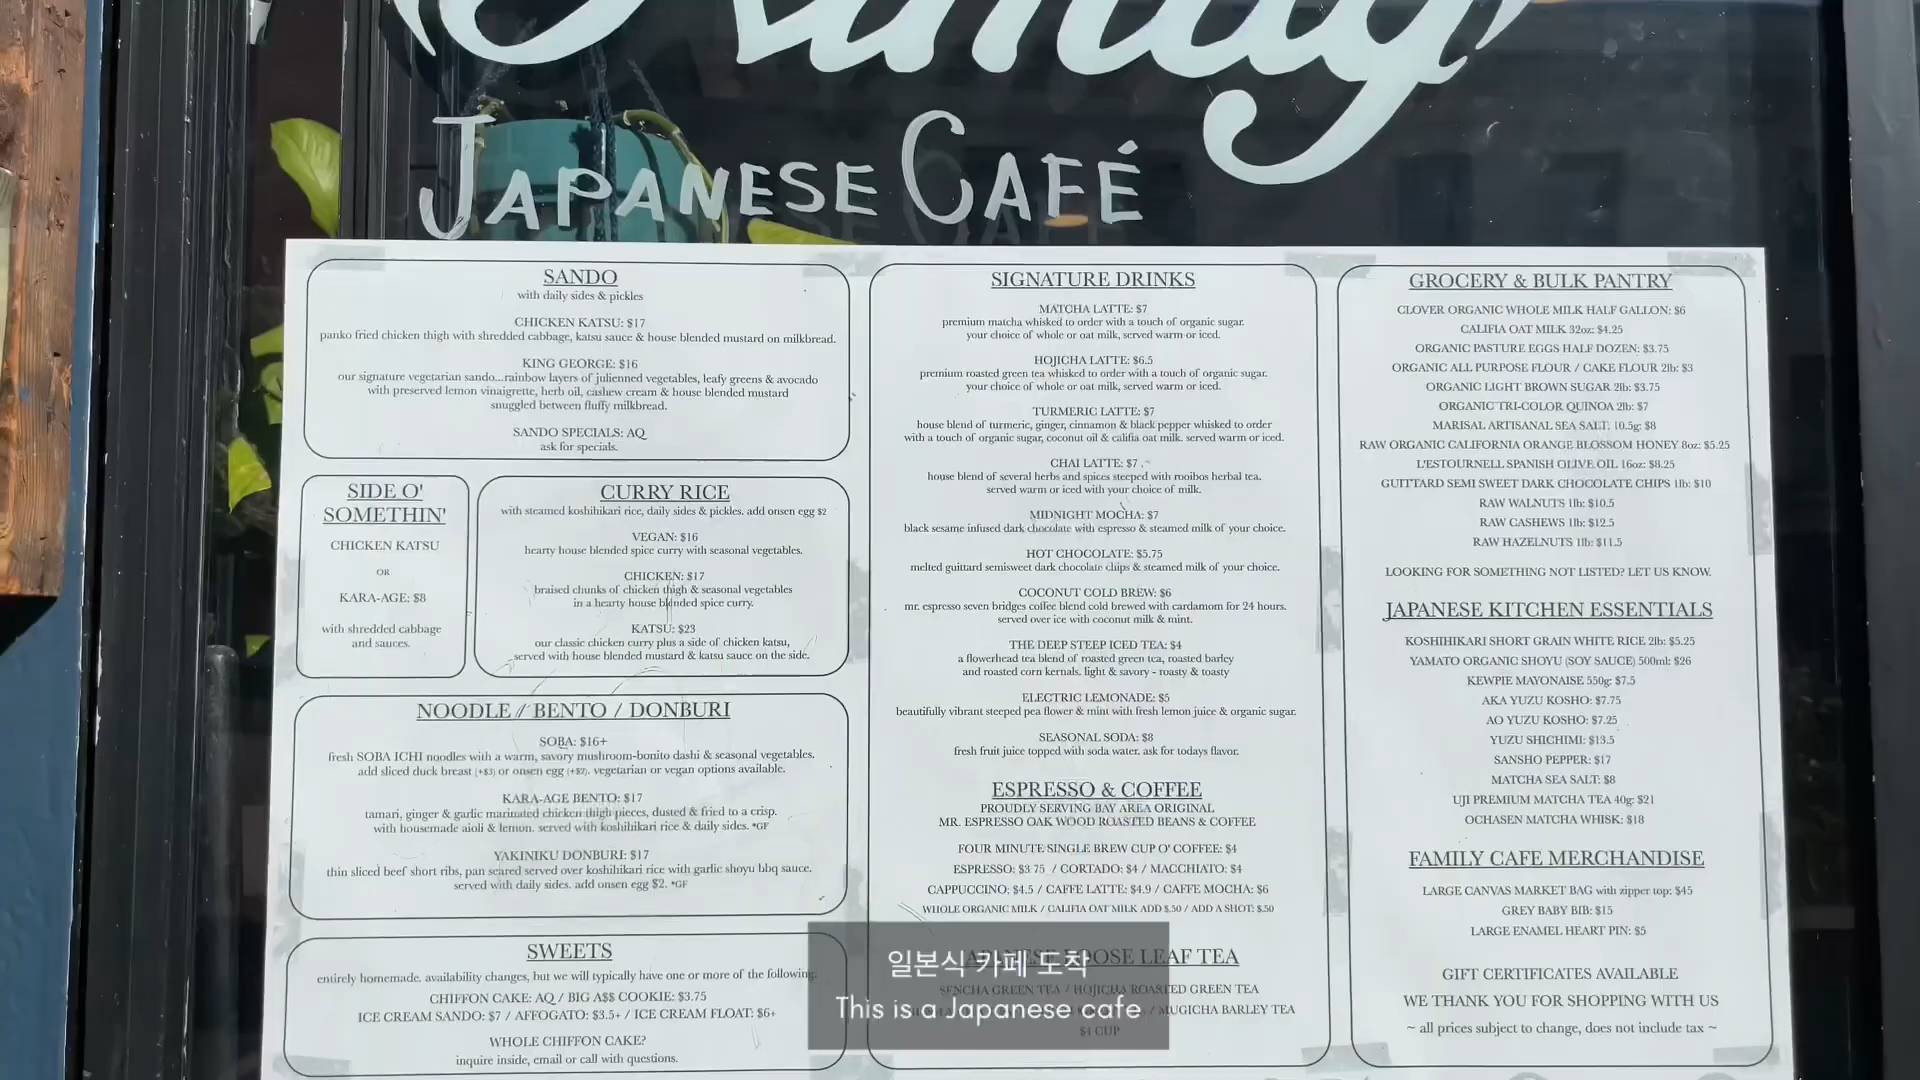 Family
JAPANESE CAFÉ
SANDO
with daily sides & pickles
CHICKEN KATSU: $17
panko fried chicken thigh with shredded cabbage, katsu sauce & house blended mustard on milkbread.
KING GEORGE: $16
our signature vegetarian sando...rainbow layers of julienned vegetables, leafy greens & avocado
with preserved lemon vinaigrette, herb oil, cashew cream & house blended mustard
snuggled between fluffy milkbread.
SANDO SPECIALS: AQ
ask for specials.
SIDE O'
SOMETHIN'
CHICKEN KATSU
OR
KARA-AGE: $8
with shredded cabbage
and sauces.
CURRY RICE
with steamed koshihikari rice, daily sides & pickles. add onsen egg $2
VEGAN: $16
hearty house blended spice curry with seasonal vegetables.
CHICKEN: $17
braised chunks of chicken thigh & seasonal vegetables
in a hearty house blended spice curry.
KATSU: $23
our classic chicken curry plus a side of chicken katsu,
served with house blended mustard & katsu sauce on the side.
NOODLE / BENTO / DONBURI
SOBA: $16+
fresh SOBA ICHI noodles with a warm, savory mushroom-bonito dashi & seasonal vegetables.
add sliced duck breast (+$3) or onsen egg (+$2). vegetarian or vegan options available.
KARA-AGE BENTO: $17
tamari, ginger & garlic marinated chicken thigh pieces, dusted & fried to a crisp.
with housemade aioli & lemon. served with koshihikari rice & daily sides. *GF
YAKINIKU DONBURI: $17
thin sliced beef short ribs, pan seared served over koshihikari rice with garlic shoyu bbq sauce.
served with daily sides. add onsen egg $2. *GF
SWEETS
entirely homemade. availability changes, but we will typically have one or more of the following:
CHIFFON CAKE: AQ / BIG A$$ COOKIE: $3.75
ICE CREAM SANDO: $7 / AFFOGATO: $3.5+ / ICE CREAM FLOAT: $6+
WHOLE CHIFFON CAKE?
inquire inside, email or call with questions.
SIGNATURE DRINKS
MATCHA LATTE: $7
premium matcha whisked to order with a touch of organic sugar.
your choice of whole or oat milk, served warm or iced.
HOJICHA LATTE: $6.5
premium roasted green tea whisked to order with a touch of organic sugar.
your choice of whole or oat milk, served warm or iced.
TURMERIC LATTE: $7
house blend of turmeric, ginger, cinnamon & black pepper whisked to order
with a touch of organic sugar, coconut oil & califia oat milk. served warm or iced.
CHAI LATTE: $7
house blend of several herbs and spices steeped with rooibos herbal tea.
served warm or iced with your choice of milk.
MIDNIGHT MOCHA: $7
black sesame infused dark chocolate with espresso & steamed milk of your choice.
HOT CHOCOLATE: $5.75
melted guittard semisweet dark chocolate chips & steamed milk of your choice.
COCONUT COLD BREW: $6
mr. espresso seven bridges coffee blend cold brewed with cardamom for 24 hours.
served over ice with coconut milk & mint.
THE DEEP STEEP ICED TEA: $4
a flowerhead tea blend of roasted green tea, roasted barley
and roasted corn kernals, light & savory - roasty & toasty
ELECTRIC LEMONADE: $5
beautifully vibrant steeped pea flower & mint with fresh lemon juice & organic sugar.
SEASONAL SODA: $8
fresh fruit juice topped with soda water. ask for todays flavor.
ESPRESSO & COFFEE
PROUDLY SERVING BAY AREA ORIGINAL
MR. ESPRESSO OAK WOOD ROASTED BEANS & COFFEE
FOUR MINUTE SINGLE BREW CUP O' COFFEE: $4
ESPRESSO: $3.75 / CORTADO: $4 / MACCHIATO: $4
CAPPUCCINO: $4.5 / CAFFE LATTE: $4.9 / CAFFE MOCHA: $6
WHOLE ORGANIC MILK / CALIFIA OAT MILK ADD $.50 / ADD A SHOT: $.50
JAPANESE LOOSE LEAF TEA
SENCHA GREEN TEA / HOJICHA ROASTED GREEN TEA
/ MUGICHA BARLEY TEA
$4 CUP
GROCERY & BULK PANTRY
CLOVER ORGANIC WHOLE MILK HALF GALLON: $6
CALIFIA OAT MILK 32oz: $4.25
ORGANIC PASTURE EGGS HALF DOZEN: $3.75
ORGANIC ALL PURPOSE FLOUR / CAKE FLOUR 2lb: $3
ORGANIC LIGHT BROWN SUGAR 2lb: $3.75
ORGANIC TRI-COLOR QUINOA 2lb: $7
MARISAL ARTISANAL SEA SALT: 10.5g: $8
RAW ORGANIC CALIFORNIA ORANGE BLOSSOM HONEY 8oz: $5.25
L'ESTOURNELL SPANISH OLIVE OIL 16oz: $8.25
GUITTARD SEMI SWEET DARK CHOCOLATE CHIPS 1lb: $10
RAW WALNUTS 1lb: $10.5
RAW CASHEWS 1lb: $12.5
RAW HAZELNUTS 1lb: $11.5
LOOKING FOR SOMETHING NOT LISTED? LET US KNOW.
JAPANESE KITCHEN ESSENTIALS
KOSHIHIKARI SHORT GRAIN WHITE RICE 2lb: $5.25
YAMATO ORGANIC SHOYU (SOY SAUCE) 500ml: $26
KEWPIE MAYONAISE 550g: $7.5
AKA YUZU KOSHO: $7.75
AO YUZU KOSHO: $7.25
YUZU SHICHIMI: $13.5
SANSHO PEPPER: $17
MATCHA SEA SALT: $8
UJI PREMIUM MATCHA TEA 40g: $21
OCHASEN MATCHA WHISK: $18
FAMILY CAFE MERCHANDISE
LARGE CANVAS MARKET BAG with zipper top: $45
GREY BABY BIB: $15
LARGE ENAMEL HEART PIN: $5
GIFT CERTIFICATES AVAILABLE
WE THANK YOU FOR SHOPPING WITH US
~ all prices subject to change, does not include tax ~
일본식 카페 도착
This is a Japanese cafe